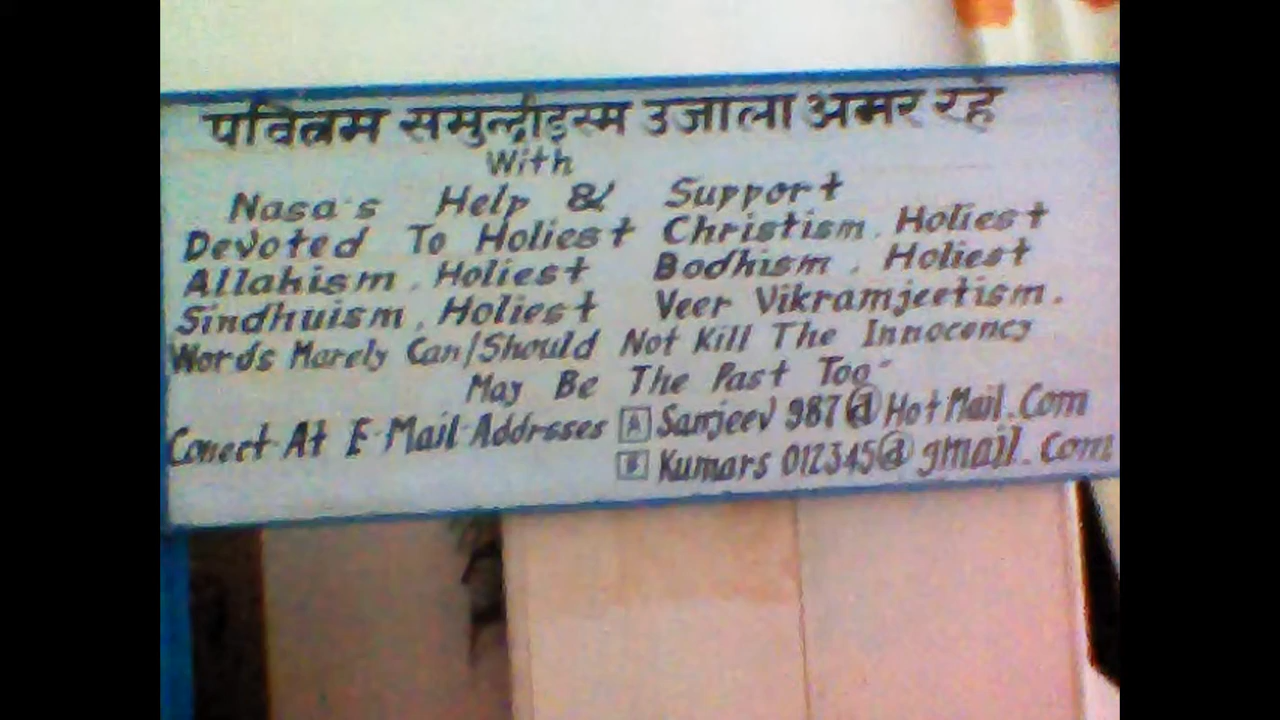 पवित्रम समुन्द्रीइस्म उजाला अमर रहे
With
Nasa's Help & Support
Devoted To Holiest Christism. Holiest
Allahism. Holiest Bodhism. Holiest
Sindhuism. Holiest Veer Vikramjeetism.
Words Marely Can/Should Not Kill The Innocency
May Be The Past Too-
Conect At E-Mail-Addrsses [A] Sanjeev 987@HotMail.Com
[B] Kumars 012345@gmail.Com